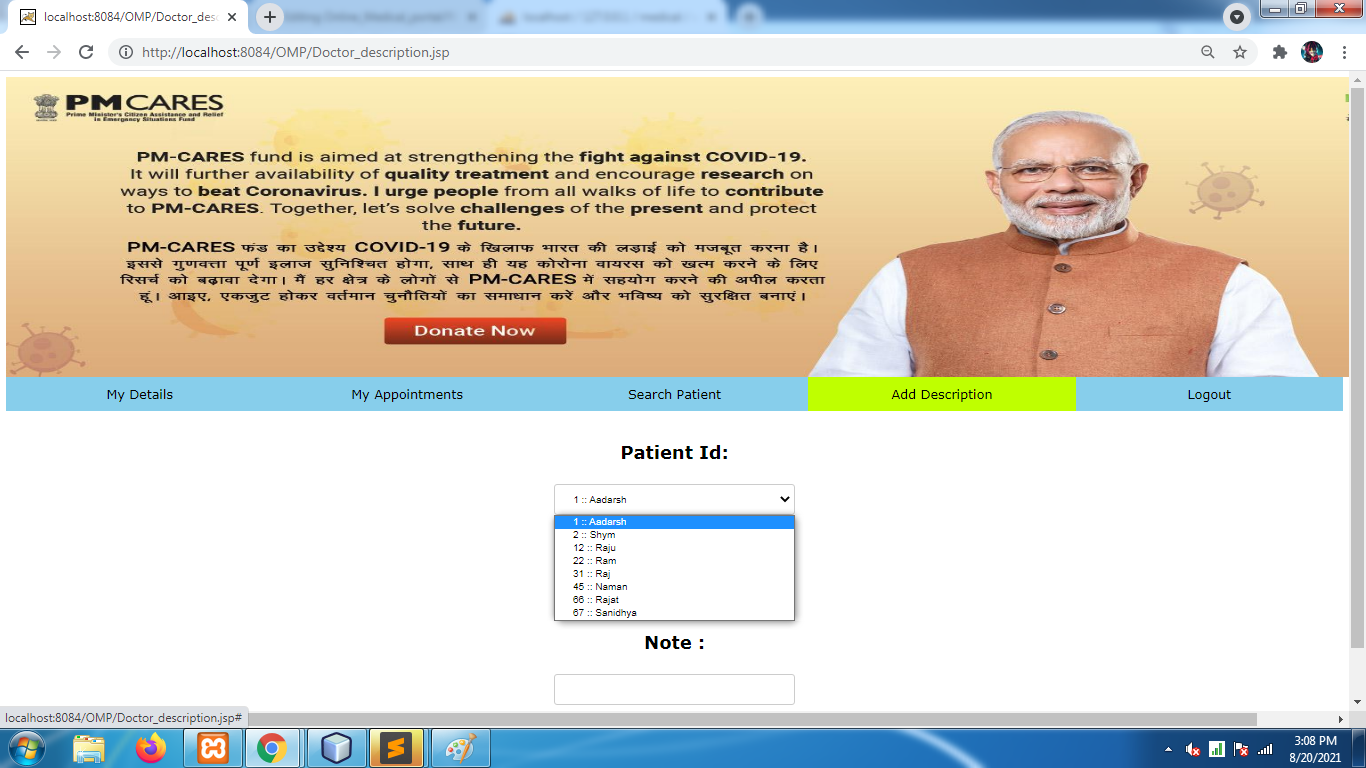 localhost:8084/OMP/Doctor_desc
http://localhost:8084/OMP/Doctor_description.jsp
PM CARES
Prime Minister's Citizen Assistance and Relief
in Emergency Situations Fund
PM-CARES fund is aimed at strengthening the fight against COVID-19.
It will further availability of quality treatment and encourage research on
ways to beat Coronavirus. I urge people from all walks of life to contribute
to PM-CARES. Together, let's solve challenges of the present and protect
the future.
PM-CARES फंड का उद्देश्य COVID-19 के खिलाफ भारत की लड़ाई को मजबूत करना है।
इससे गुणवत्ता पूर्ण इलाज सुनिश्चित होगा, साथ ही यह कोरोना वायरस को खत्म करने के लिए
रिसर्च को बढ़ावा देगा। मैं हर क्षेत्र के लोगों से PM-CARES में सहयोग करने की अपील करता
हूं। आइए, एकजुट होकर वर्तमान चुनौतियों का समाधान करें और भविष्य को सुरक्षित बनाएं।
Donate Now
My Details My Appointments Search Patient Add Description Logout
Patient Id:
1 :: Aadarsh
1 :: Aadarsh
2 :: Shym
12 :: Raju
22 :: Ram
31 :: Raj
45 :: Naman
66 :: Rajat
67 :: Sanidhya
Note :
localhost:8084/OMP/Doctor_description.jsp#
3:08 PM
8/20/2021